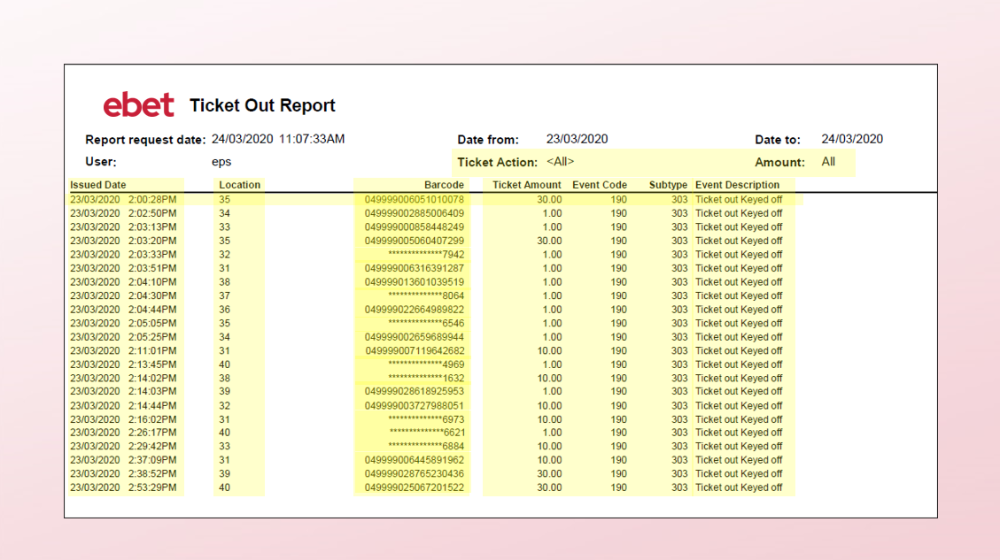 ebet Ticket Out Report
Report request date: 24/03/2020 11:07:33AM Date from: 23/03/2020 Date to: 24/03/2020
User: eps Ticket Action: <All> Amount: All
Issued Date Location Barcode Ticket Amount Event Code Subtype Event Description
23/03/2020 2:00:28PM 35 049999006051010078 30.00 190 303 Ticket out Keyed off
23/03/2020 2:02:50PM 34 049999002885006409 1.00 190 303 Ticket out Keyed off
23/03/2020 2:03:13PM 33 049999000858448249 1.00 190 303 Ticket out Keyed off
23/03/2020 2:03:20PM 35 049999005060407299 30.00 190 303 Ticket out Keyed off
23/03/2020 2:03:33PM 32 **************7942 1.00 190 303 Ticket out Keyed off
23/03/2020 2:03:51PM 31 049999006316391287 1.00 190 303 Ticket out Keyed off
23/03/2020 2:04:10PM 38 049999013601039519 1.00 190 303 Ticket out Keyed off
23/03/2020 2:04:30PM 37 **************8064 1.00 190 303 Ticket out Keyed off
23/03/2020 2:04:44PM 36 049999022664989822 1.00 190 303 Ticket out Keyed off
23/03/2020 2:05:05PM 35 **************6546 1.00 190 303 Ticket out Keyed off
23/03/2020 2:05:25PM 34 049999002659689944 1.00 190 303 Ticket out Keyed off
23/03/2020 2:11:01PM 31 049999007119642682 10.00 190 303 Ticket out Keyed off
23/03/2020 2:13:45PM 40 **************4969 1.00 190 303 Ticket out Keyed off
23/03/2020 2:14:02PM 38 **************1632 10.00 190 303 Ticket out Keyed off
23/03/2020 2:14:03PM 39 049999028618925953 1.00 190 303 Ticket out Keyed off
23/03/2020 2:14:44PM 32 049999003727988051 10.00 190 303 Ticket out Keyed off
23/03/2020 2:16:02PM 31 **************6973 10.00 190 303 Ticket out Keyed off
23/03/2020 2:26:17PM 40 **************6621 1.00 190 303 Ticket out Keyed off
23/03/2020 2:29:42PM 33 **************6884 10.00 190 303 Ticket out Keyed off
23/03/2020 2:37:09PM 31 049999006445891962 10.00 190 303 Ticket out Keyed off
23/03/2020 2:38:52PM 39 049999028765230436 30.00 190 303 Ticket out Keyed off
23/03/2020 2:53:29PM 40 049999025067201522 30.00 190 303 Ticket out Keyed off